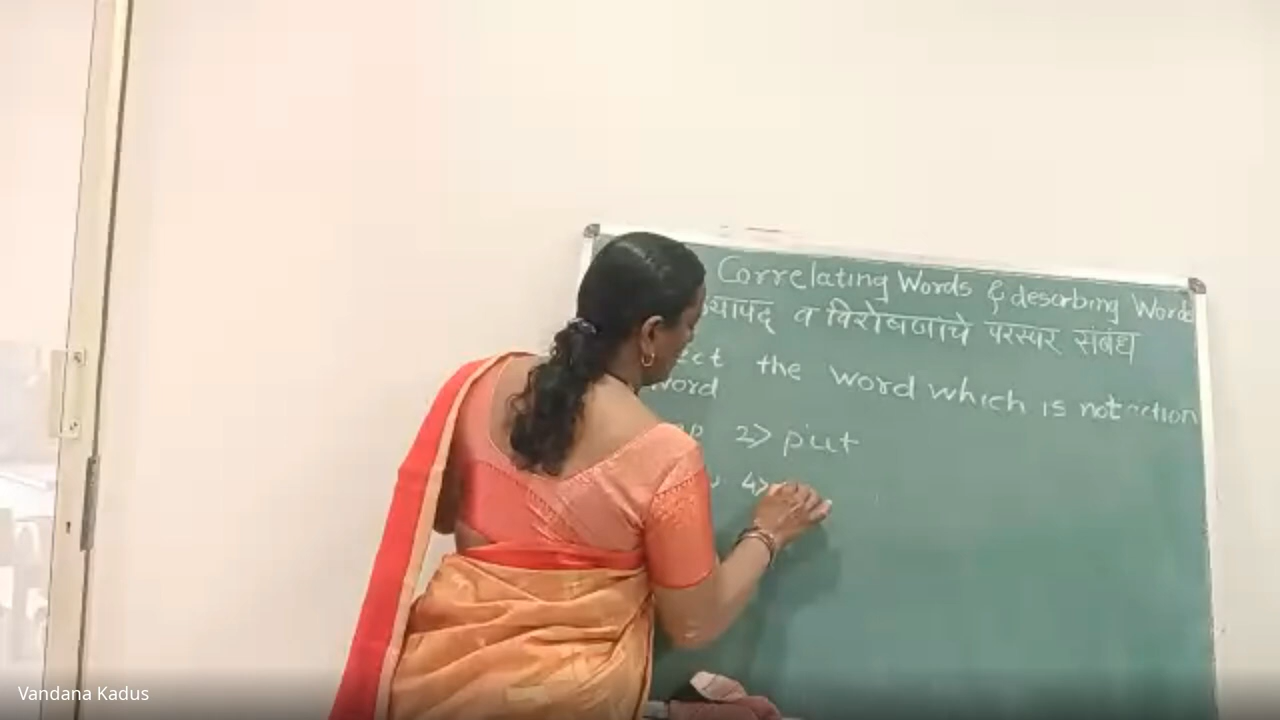 Correlating Words & describing Words
व विशेषणांचे परस्पर संबंध
the word which is not action
word
2> put
4>
Vandana Kadus